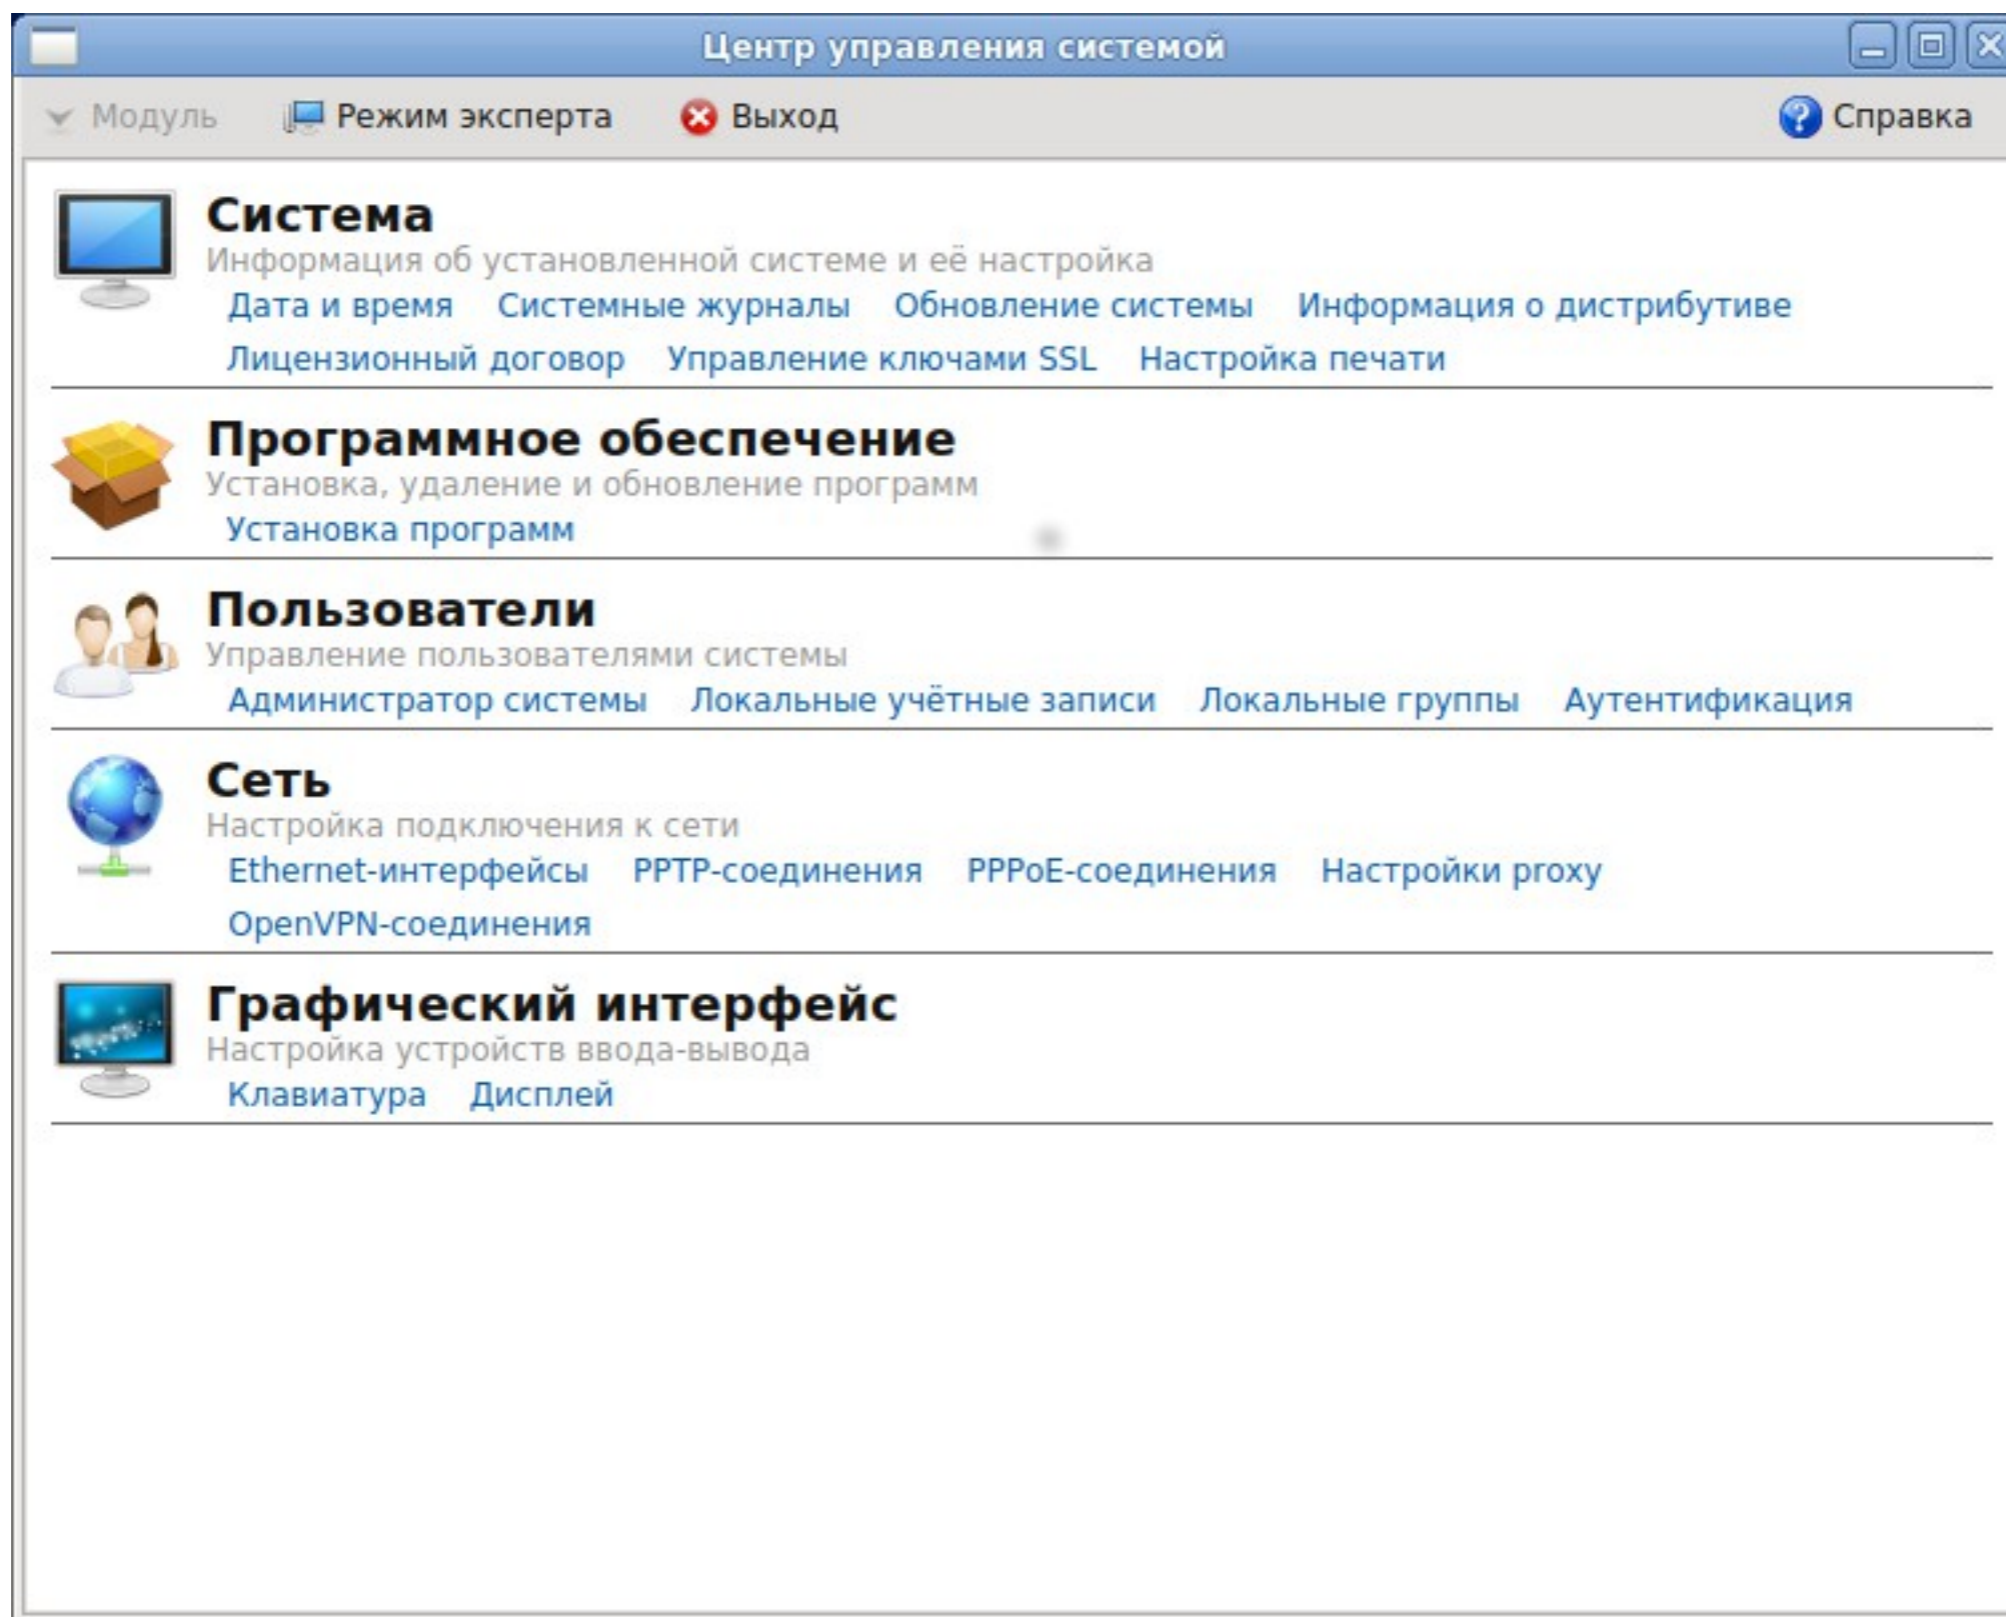 Центр управления системой
Модуль Режим эксперта Выход Справка
Система
Информация об установленной системе и её настройка
Дата и время Системные журналы Обновление системы Информация о дистрибутиве
Лицензионный договор Управление ключами SSL Настройка печати
Программное обеспечение
Установка, удаление и обновление программ
Установка программ
Пользователи
Управление пользователями системы
Администратор системы Локальные учётные записи Локальные группы Аутентификация
Сеть
Настройка подключения к сети
Ethernet-интерфейсы PPTP-соединения PPPoE-соединения Настройки proxy
OpenVPN-соединения
Графический интерфейс
Настройка устройств ввода-вывода
Клавиатура Дисплей